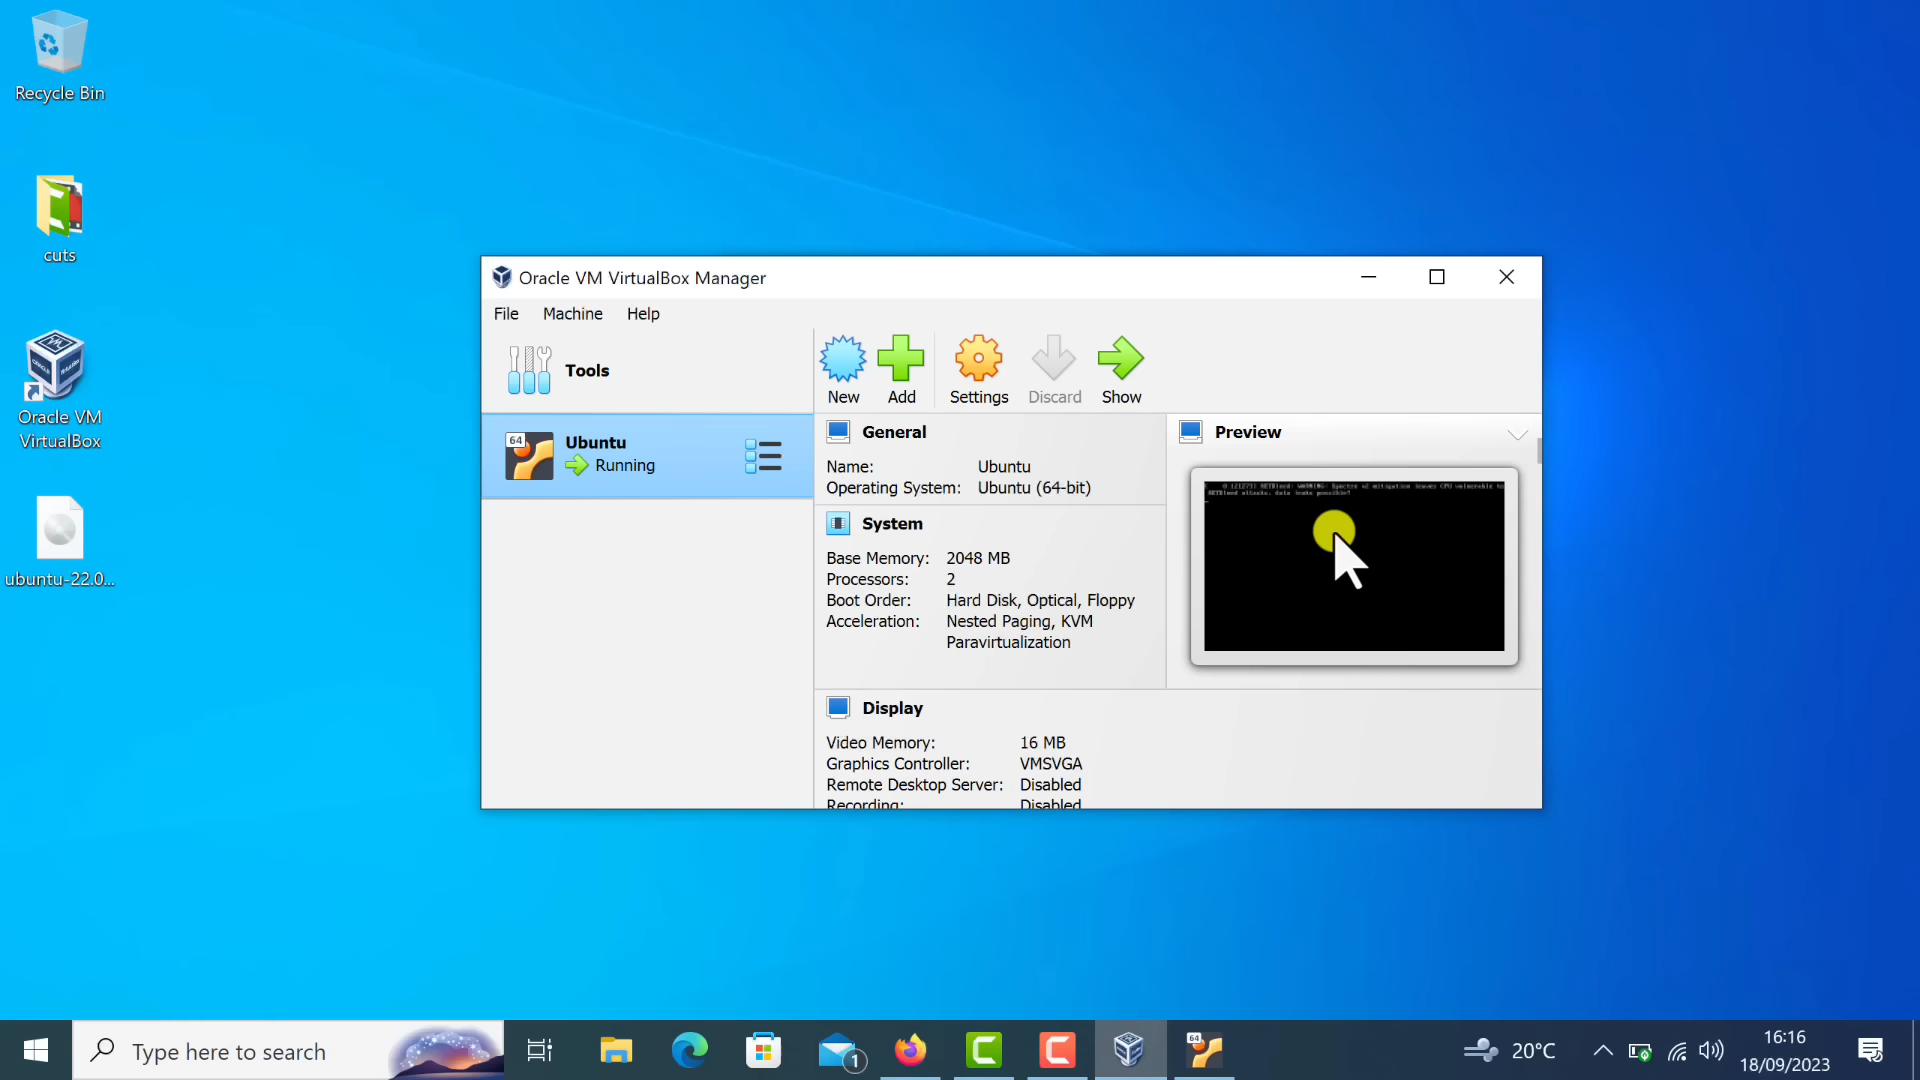 Recycle Bin
cuts
Oracle VM
VirtualBox
ubuntu-22.0...
Oracle VM VirtualBox Manager
File Machine Help
Tools
New Add Settings Discard Show
64
Ubuntu
Running
General
Name: Ubuntu
Operating System: Ubuntu (64-bit)
System
Base Memory: 2048 MB
Processors: 2
Boot Order: Hard Disk, Optical, Floppy
Acceleration: Nested Paging, KVM
Paravirtualization
Preview
Display
Video Memory: 16 MB
Graphics Controller: VMSVGA
Remote Desktop Server: Disabled
Recording: Disabled
Type here to search
1
64
20°C
16:16
18/09/2023